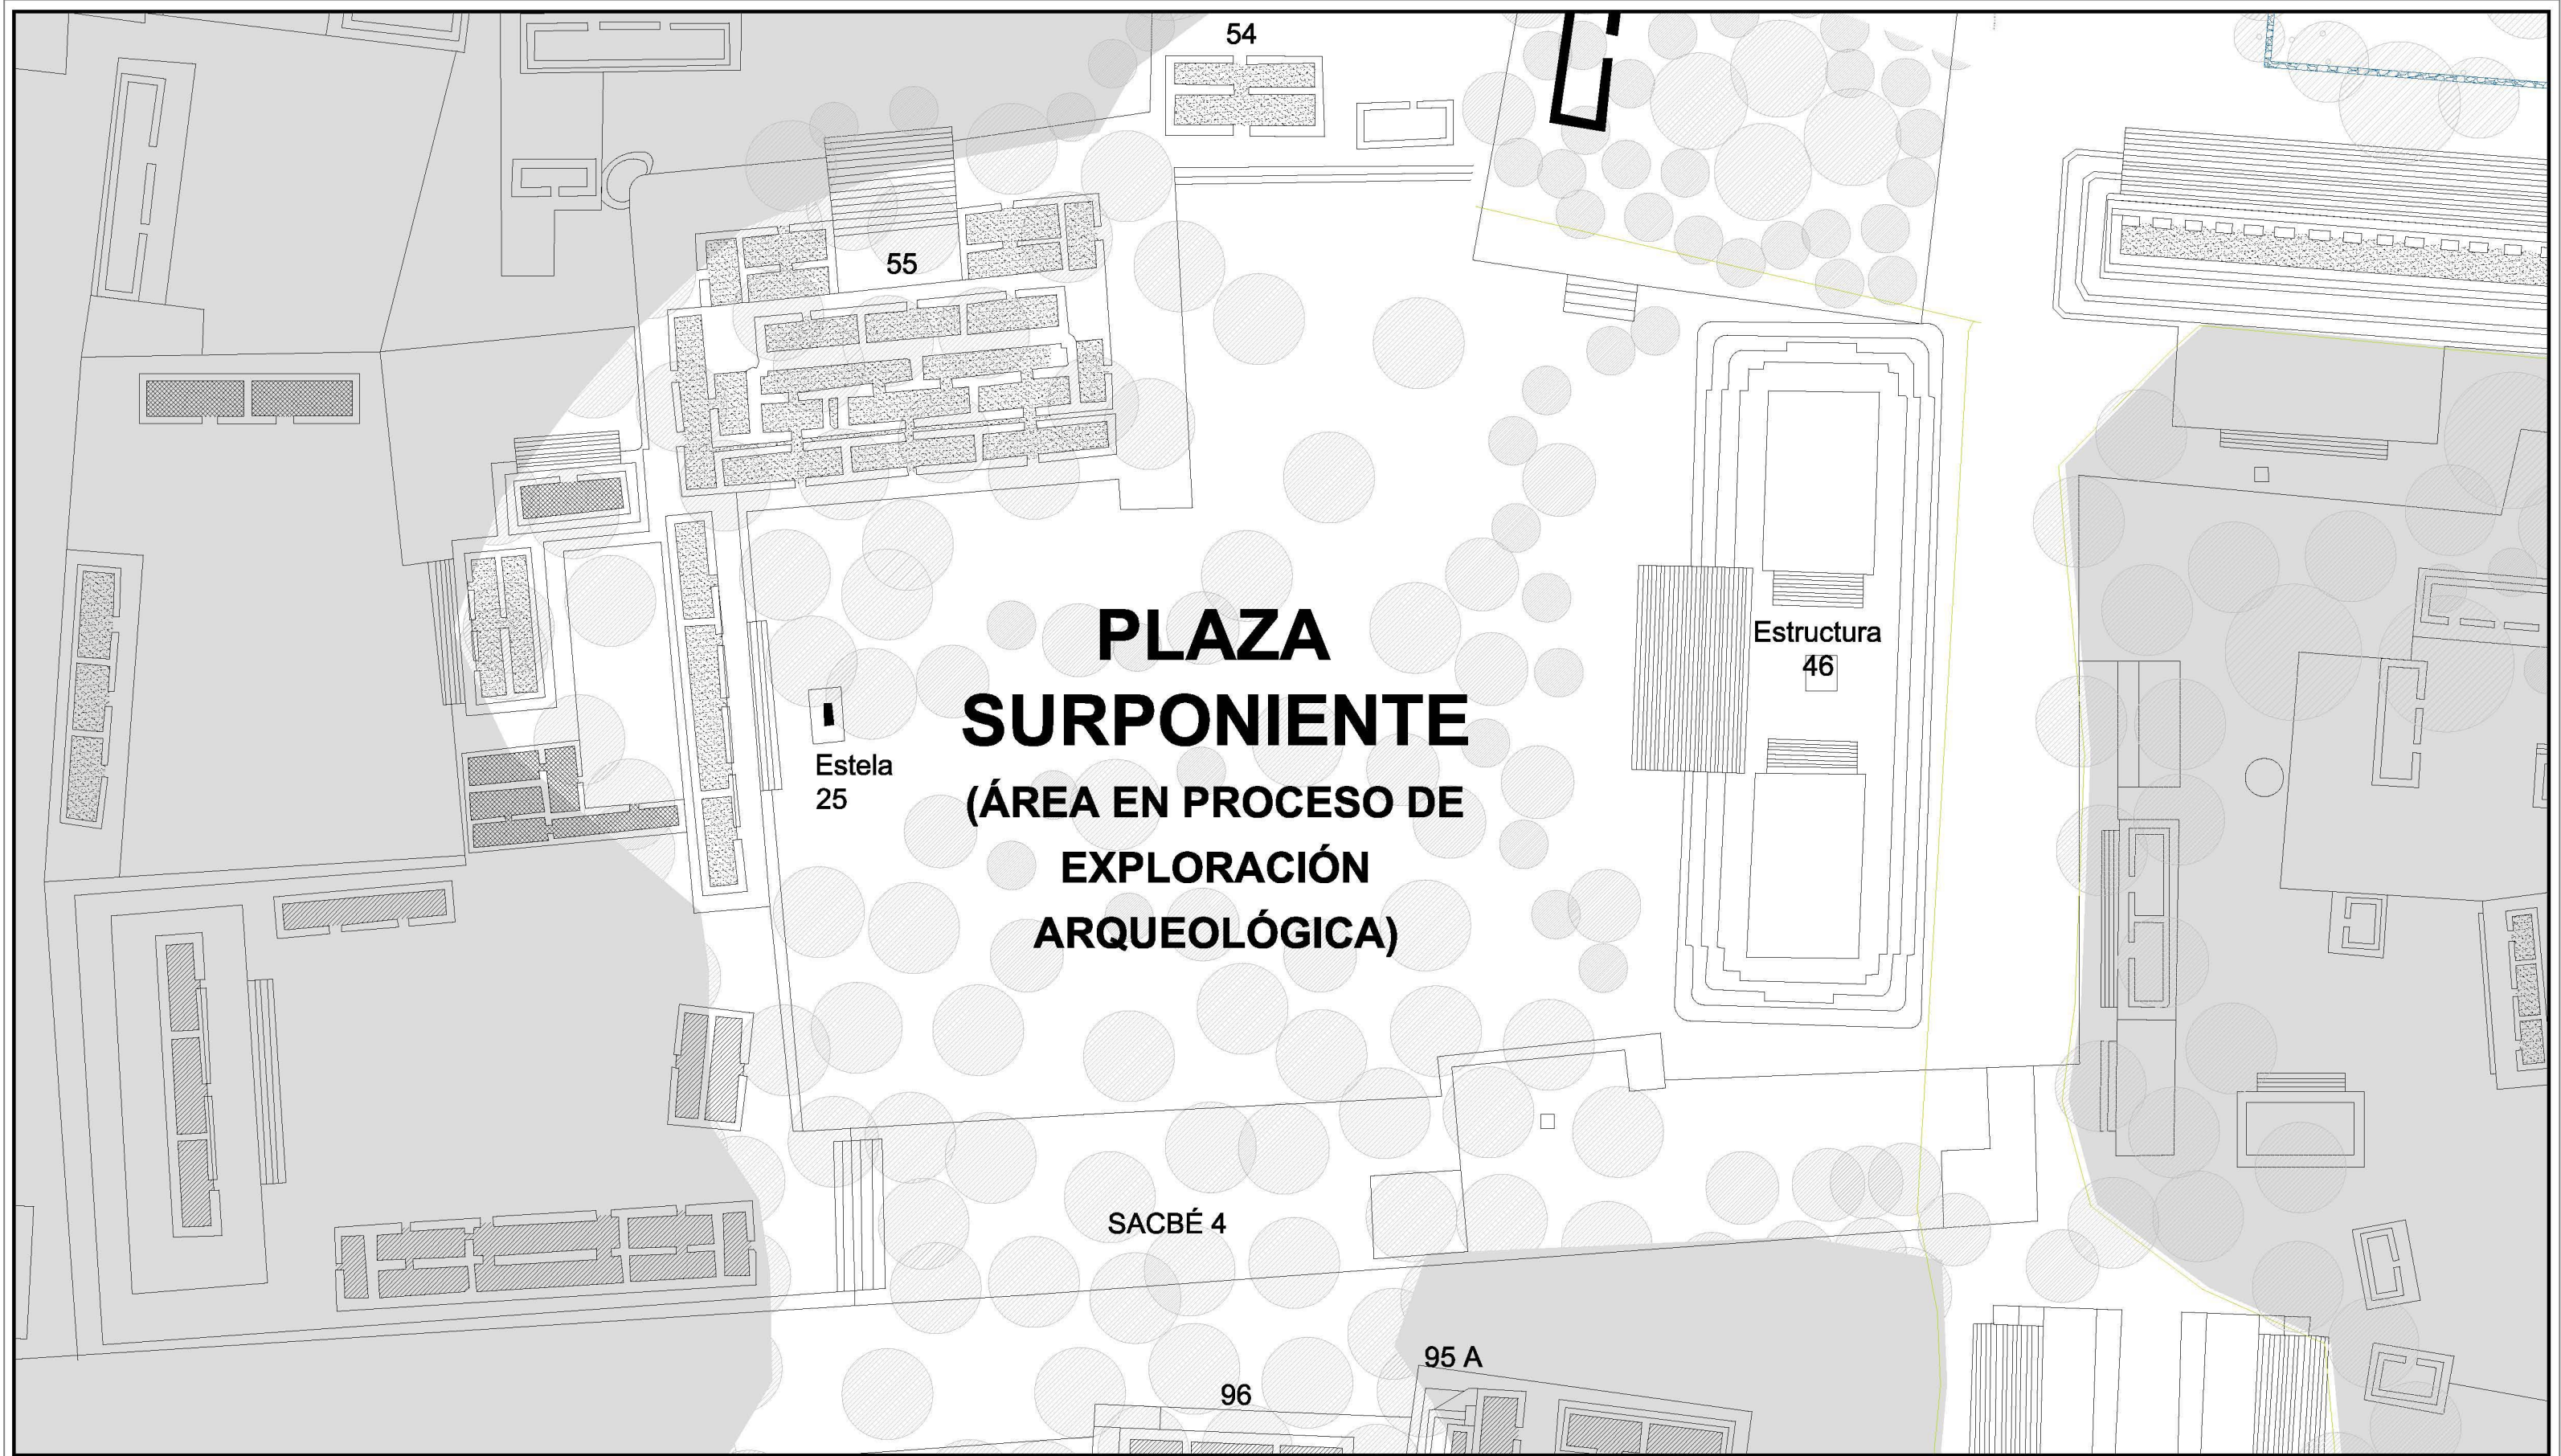 54
55
PLAZA
SURPONIENTE
(ÁREA EN PROCESO DE
EXPLORACIÓN
ARQUEOLÓGICA)
Estructura
46
Estela
25
SACBÉ 4
95 A
96